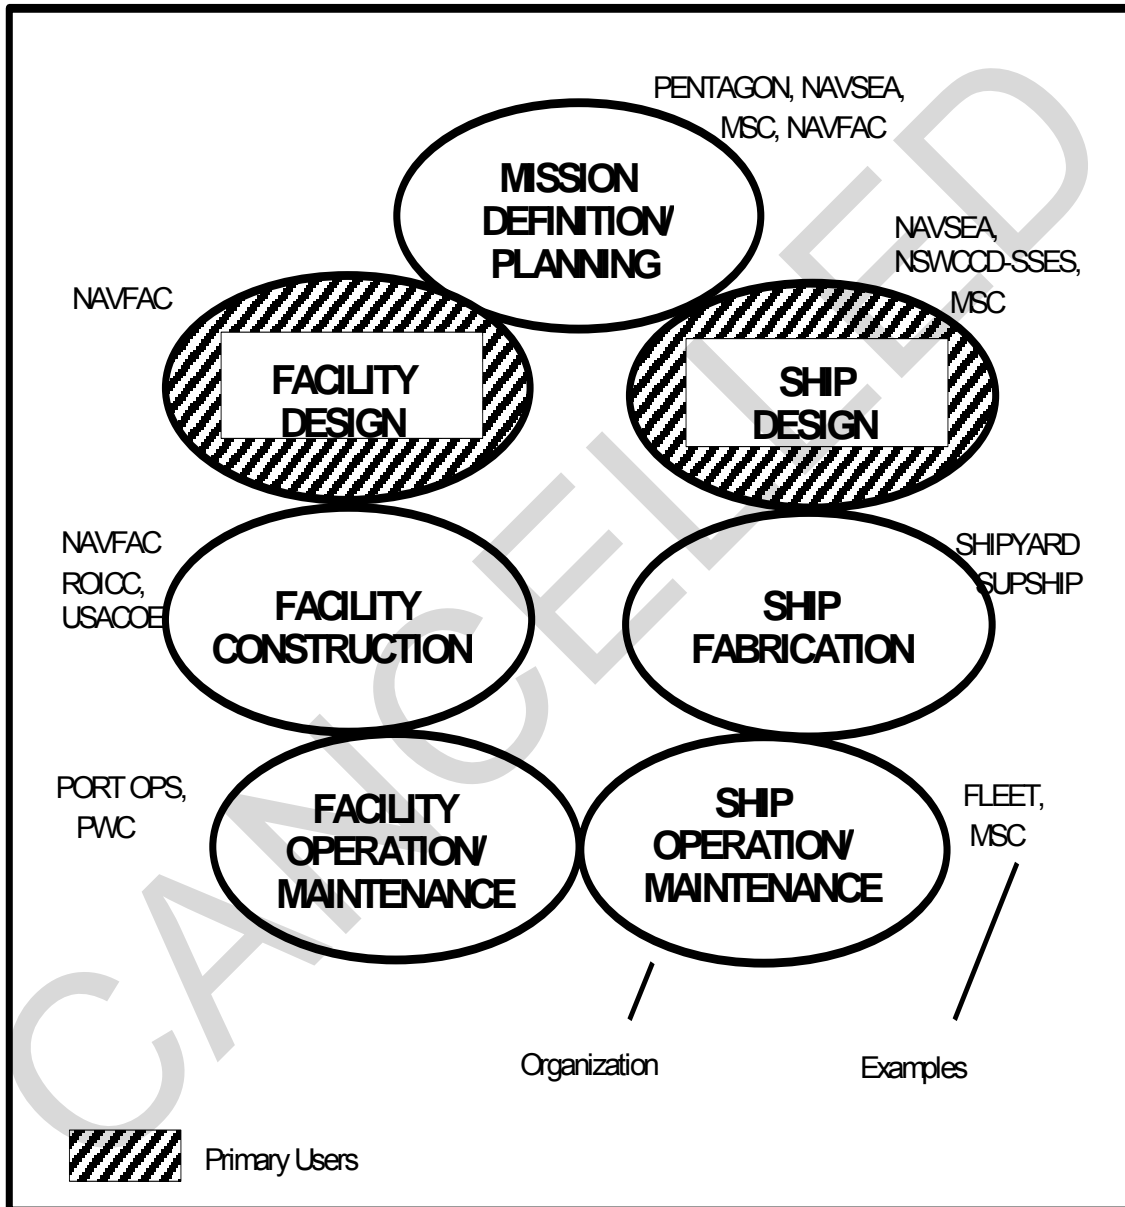 PENTAGON, NAVSEA,
MSC, NAVFAC
MISSION
DEFINITION/
PLANNING
NAVSEA,
NSWCCD-SSES,
MSC
NAVFAC
FACILITY
DESIGN
SHIP
DESIGN
NAVFAC
ROICC,
USACOE
FACILITY
CONSTRUCTION
SHIP
FABRICATION
SHIPYARD
SUPSHIP
PORT OPS,
PWC
FACILITY
OPERATION/
MAINTENANCE
SHIP
OPERATION/
MAINTENANCE
FLEET,
MSC
Organization
Examples
Primary Users
CANCELLED